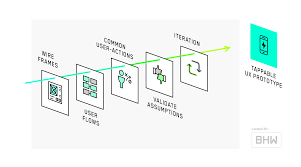 WIRE
FRAMES
USER
FLOWS
COMMON
USER-ACTIONS
VALIDATE
ASSUMPTIONS
ITERATION
TAPPABLE
UX PROTOTYPE
BHW